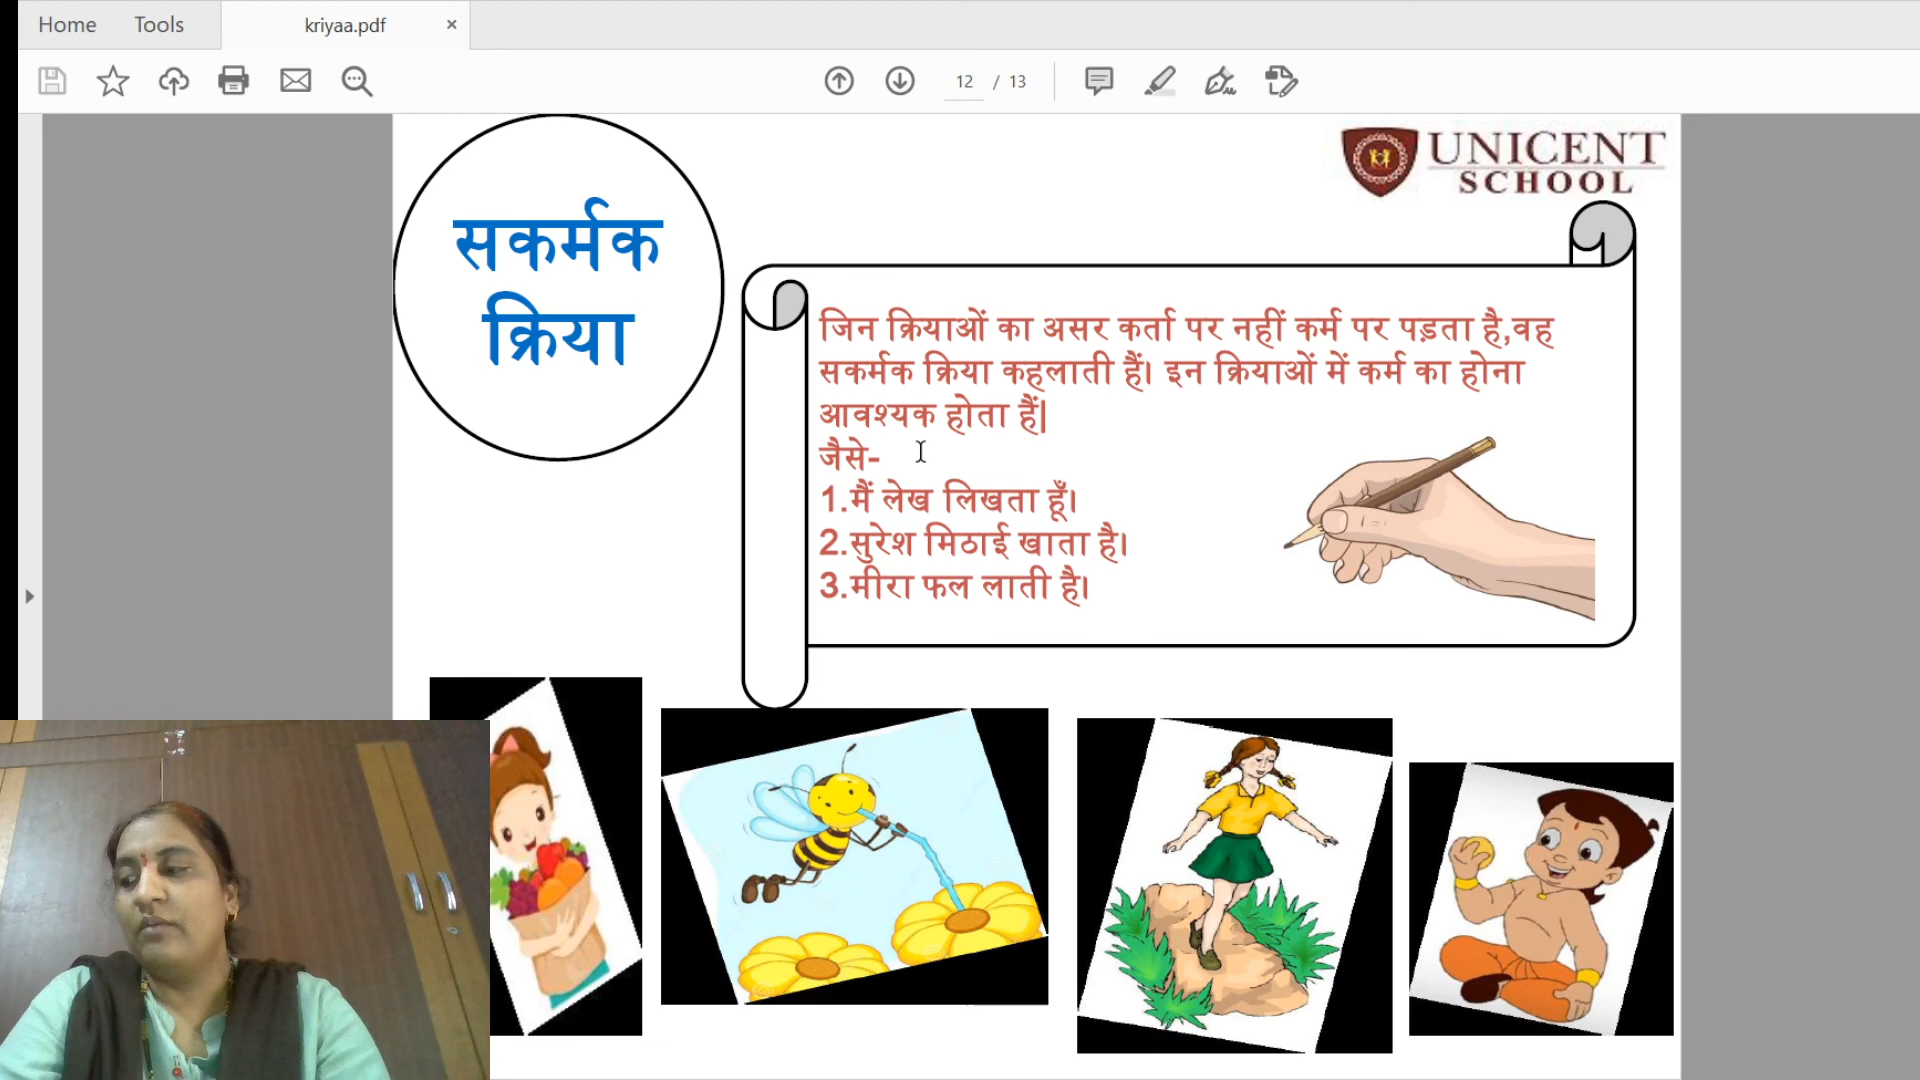 Home Tools kriyaa.pdf ×
12 / 13
UNICENT
SCHOOL
सकर्मक
क्रिया
जिन क्रियाओं का असर कर्ता पर नहीं कर्म पर पड़ता है,वह
सकर्मक क्रिया कहलाती हैं। इन क्रियाओं में कर्म का होना
आवश्यक होता हैं|
जैसे-
1.मैं लेख लिखता हूँ।
2.सुरेश मिठाई खाता है।
3.मीरा फल लाती है।